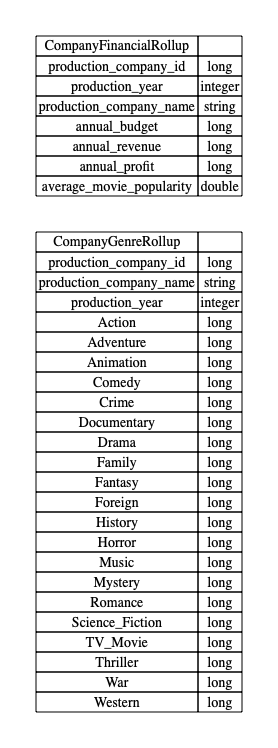 CompanyFinancialRollup
production_company_id long
production_year integer
production_company_name string
annual_budget long
annual_revenue long
annual_profit long
average_movie_popularity double
CompanyGenreRollup
production_company_id long
production_company_name string
production_year integer
Action long
Adventure long
Animation long
Comedy long
Crime long
Documentary long
Drama long
Family long
Fantasy long
Foreign long
History long
Horror long
Music long
Mystery long
Romance long
Science_Fiction long
TV_Movie long
Thriller long
War long
Western long